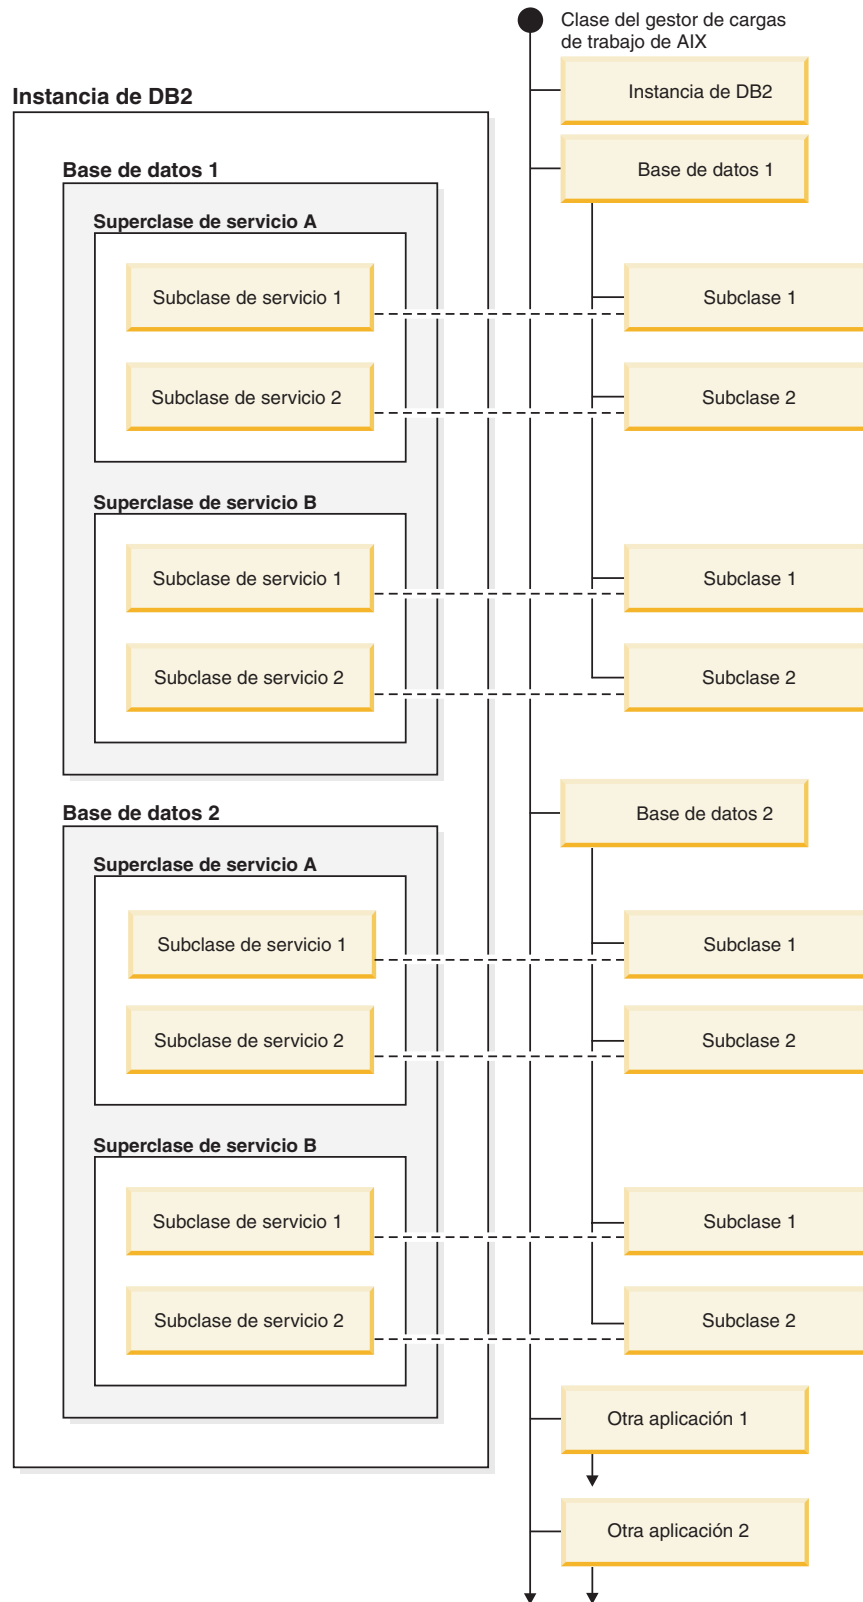 Clase del gestor de cargas
de trabajo de AIX
Instancia de DB2
Instancia de DB2
Base de datos 1
Base de datos 1
Superclase de servicio A
Subclase de servicio 1
Subclase 1
Subclase de servicio 2
Subclase 2
Superclase de servicio B
Subclase de servicio 1
Subclase 1
Subclase de servicio 2
Subclase 2
Base de datos 2
Base de datos 2
Superclase de servicio A
Subclase de servicio 1
Subclase 1
Subclase de servicio 2
Subclase 2
Superclase de servicio B
Subclase de servicio 1
Subclase 1
Subclase de servicio 2
Subclase 2
Otra aplicación 1
Otra aplicación 2